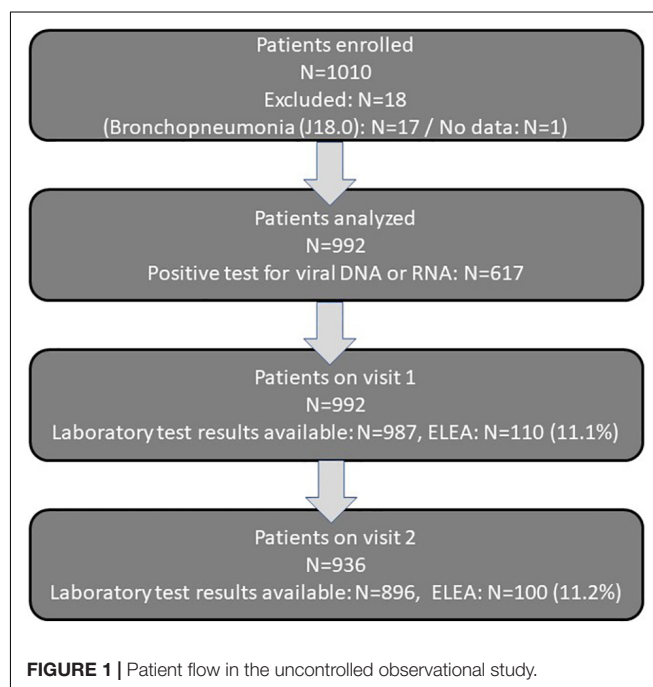 Patients enrolled
N=1010
Excluded: N=18
(Bronchopneumonia (J18.0): N=17 / No data: N=1)
Patients analyzed
N=992
Positive test for viral DNA or RNA: N=617
Patients on visit 1
N=992
Laboratory test results available: N=987, ELEA: N=110 (11.1%)
Patients on visit 2
N=936
Laboratory test results available: N=896, ELEA: N=100 (11.2%)
FIGURE 1 | Patient flow in the uncontrolled observational study.